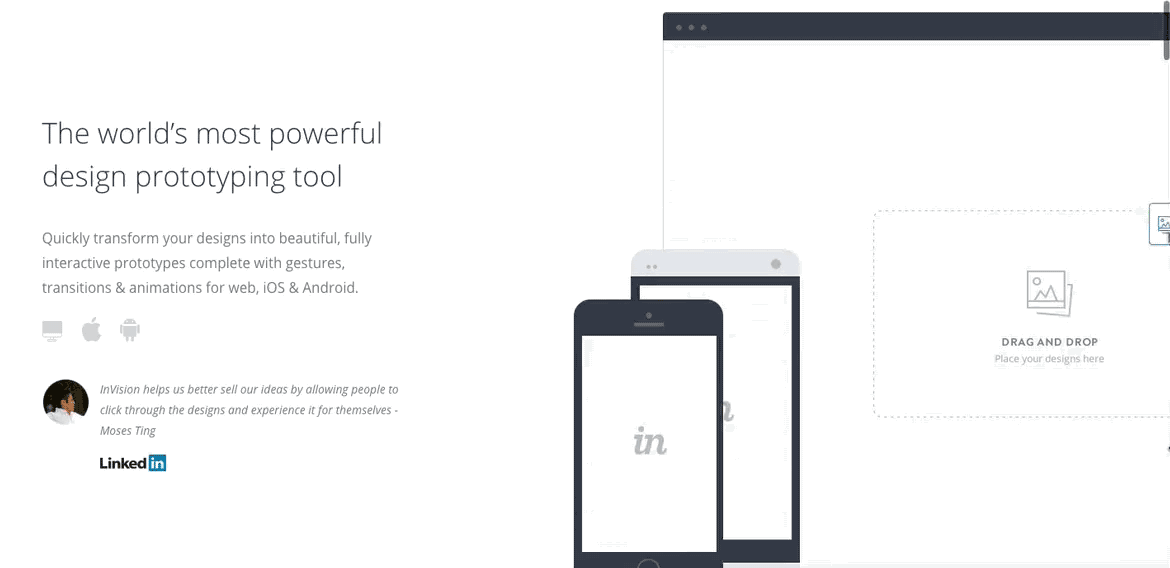 The world’s most powerful
design prototyping tool
Quickly transform your designs into beautiful, fully
interactive prototypes complete with gestures,
transitions & animations for web, iOS & Android.
InVision helps us better sell our ideas by allowing people to
click through the designs and experience it for themselves -
Moses Ting
Linked in
DRAG AND DROP
Place your designs here
in